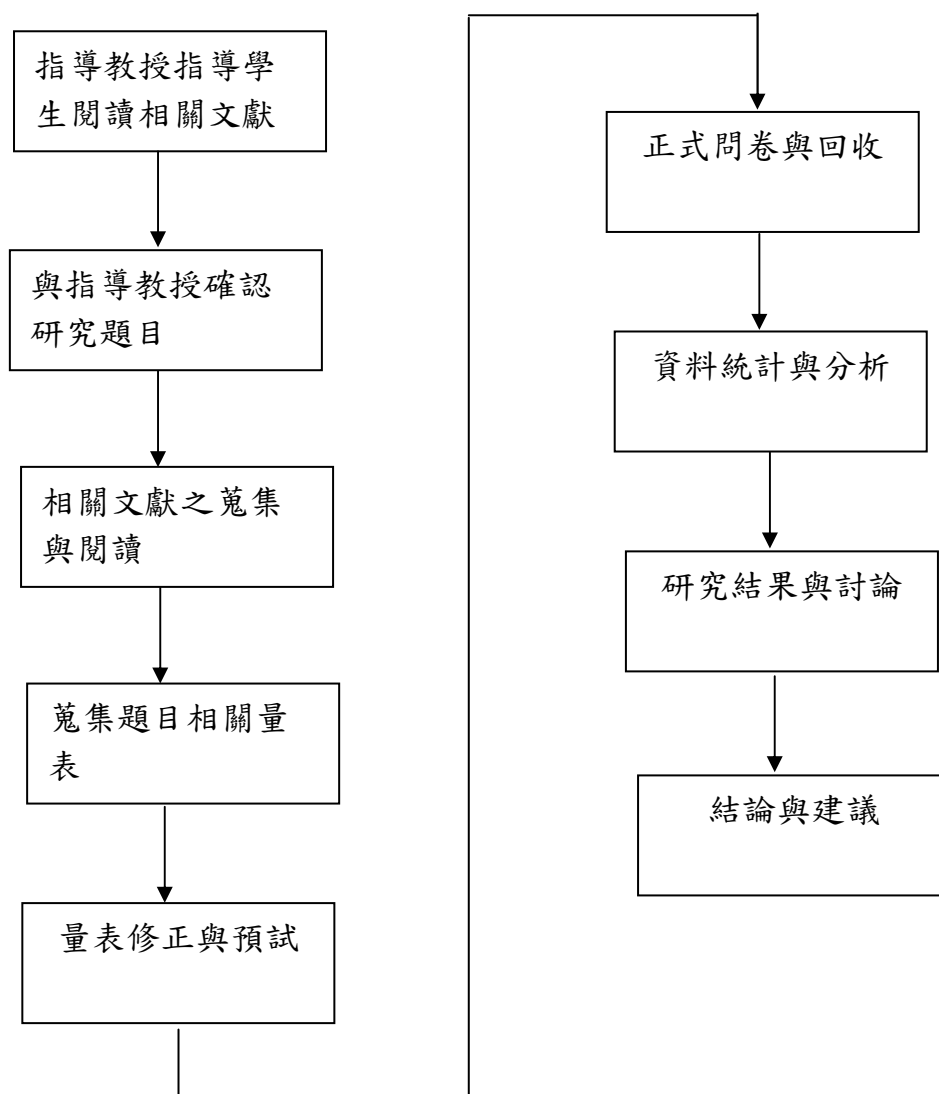 指導教授指導學
生閱讀相關文獻
與指導教授確認
研究題目
相關文獻之蒐集
與閱讀
蒐集題目相關量
表
量表修正與預試
正式問卷與回收
資料統計與分析
研究結果與討論
結論與建議